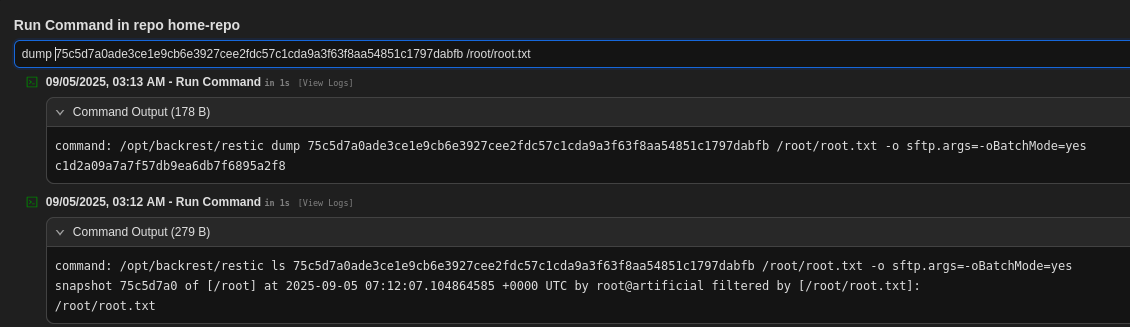 Run Command in repo home-repo
dump 75c5d7a0ade3ce1e9cb6e3927cee2fdc57c1cda9a3f63f8aa54851c1797dabfb /root/root.txt
09/05/2025, 03:13 AM - Run Command in 1s [View Logs]
Command Output (178 B)
command: /opt/backrest/restic dump 75c5d7a0ade3ce1e9cb6e3927cee2fdc57c1cda9a3f63f8aa54851c1797dabfb /root/root.txt -o sftp.args=-oBatchMode=yes
c1d2a09a7a7f57db9ea6db7f6895a2f8
09/05/2025, 03:12 AM - Run Command in 1s [View Logs]
Command Output (279 B)
command: /opt/backrest/restic ls 75c5d7a0ade3ce1e9cb6e3927cee2fdc57c1cda9a3f63f8aa54851c1797dabfb /root/root.txt -o sftp.args=-oBatchMode=yes
snapshot 75c5d7a0 of [/root] at 2025-09-05 07:12:07.104864585 +0000 UTC by root@artificial filtered by [/root/root.txt]:
/root/root.txt